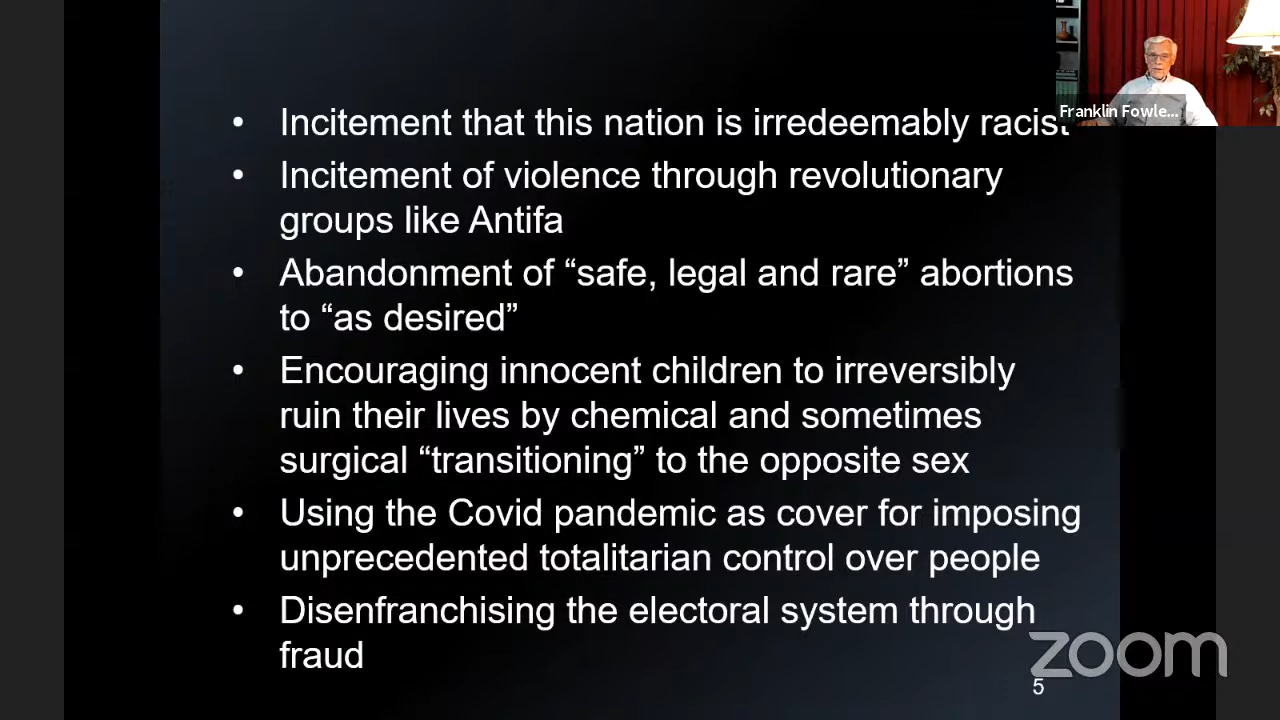 Franklin Fowle...
• Incitement that this nation is irredeemably racist
• Incitement of violence through revolutionary
groups like Antifa
• Abandonment of “safe, legal and rare” abortions
to “as desired”
• Encouraging innocent children to irreversibly
ruin their lives by chemical and sometimes
surgical “transitioning” to the opposite sex
• Using the Covid pandemic as cover for imposing
unprecedented totalitarian control over people
• Disenfranchising the electoral system through
fraud
zoom
5